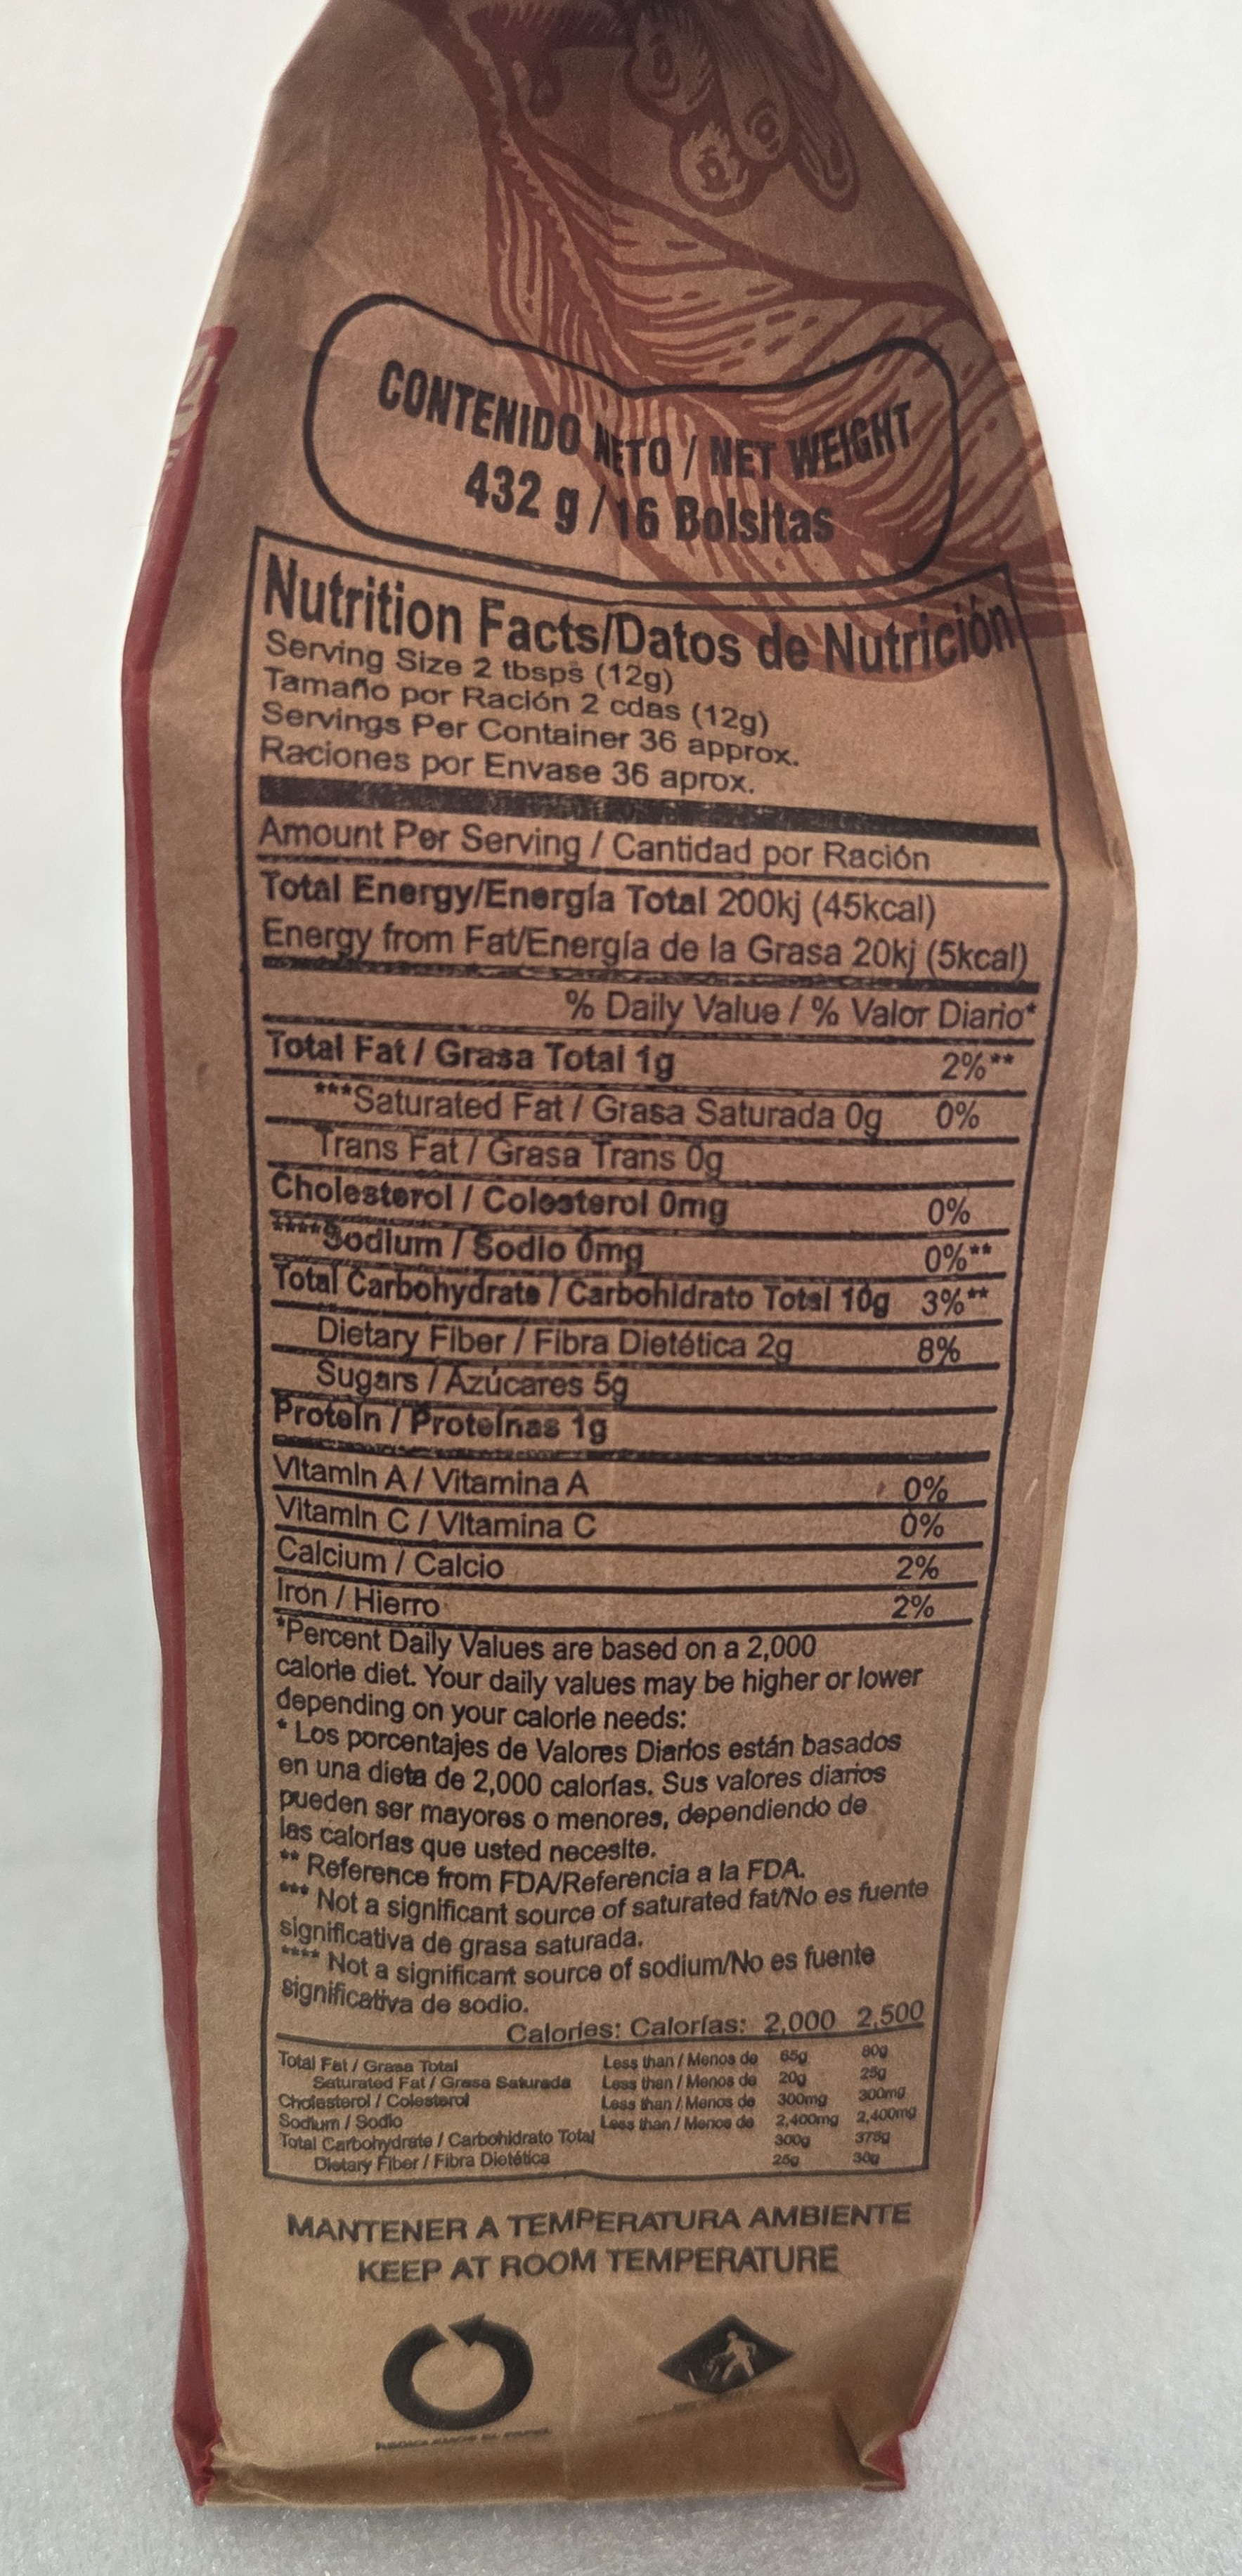 CONTENIDO NETO / NET WEIGHT
432 g / 16 Bolsitas
Nutrition Facts/Datos de Nutrición
Serving Size 2 tbsps (12g)
Tamaño por Ración 2 cdas (12g)
Servings Per Container 36 approx.
Raciones por Envase 36 aprox.
Amount Per Serving / Cantidad por Ración
Total Energy/Energía Total 200kj (45kcal)
Energy from Fat/Energía de la Grasa 20kj (5kcal)
% Daily Value / % Valor Diario*
Total Fat / Grasa Total 1g 2%**
***Saturated Fat / Grasa Saturada 0g 0%
Trans Fat / Grasa Trans 0g
Cholesterol / Colesterol 0mg 0%
****Sodium / Sodio 0mg 0%**
Total Carbohydrate / Carbohidrato Total 10g 3%**
Dietary Fiber / Fibra Dietética 2g 8%
Sugars / Azúcares 5g
Protein / Proteínas 1g
Vitamin A / Vitamina A 0%
Vitamin C / Vitamina C 0%
Calcium / Calcio 2%
Iron / Hierro 2%
*Percent Daily Values are based on a 2,000
calorie diet. Your daily values may be higher or lower
depending on your calorie needs:
* Los porcentajes de Valores Diarios están basados
en una dieta de 2,000 calorías. Sus valores diarios
pueden ser mayores o menores, dependiendo de
las calorías que usted necesite.
** Reference from FDA/Referencia a la FDA.
*** Not a significant source of saturated fat/No es fuente
significativa de grasa saturada.
**** Not a significant source of sodium/No es fuente
significativa de sodio.
Calories: Calorías: 2,000 2,500
Total Fat / Grasa Total Less than / Menos de 65g 80g
Saturated Fat / Grasa Saturada Less than / Menos de 20g 25g
Cholesterol / Colesterol Less than / Menos de 300mg 300mg
Sodium / Sodio Less than / Menos de 2,400mg 2,400mg
Total Carbohydrate / Carbohidrato Total 300g 375g
Dietary Fiber / Fibra Dietética 25g 30g
MANTENER A TEMPERATURA AMBIENTE
KEEP AT ROOM TEMPERATURE